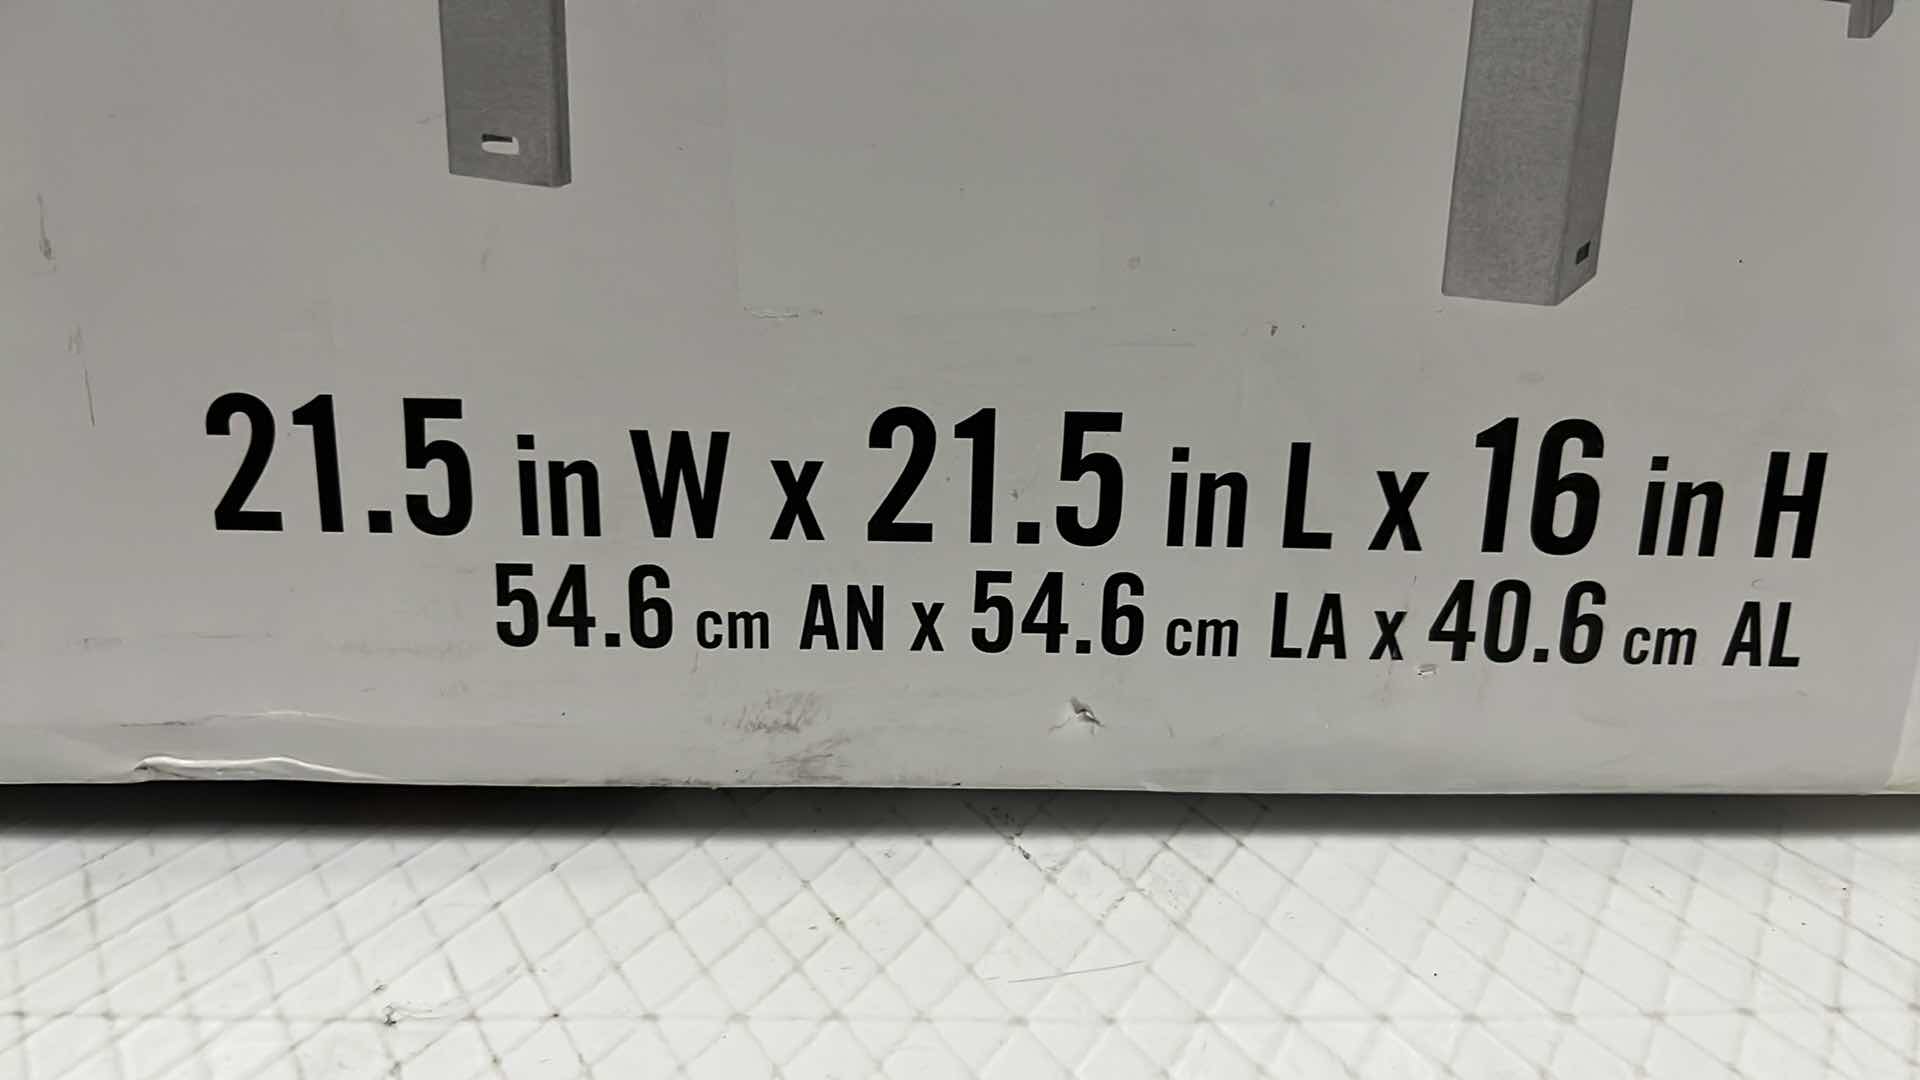 21.5 in W x 21.5 in L x 16 in H
54.6 cm AN x 54.6 cm LA x 40.6 cm AL